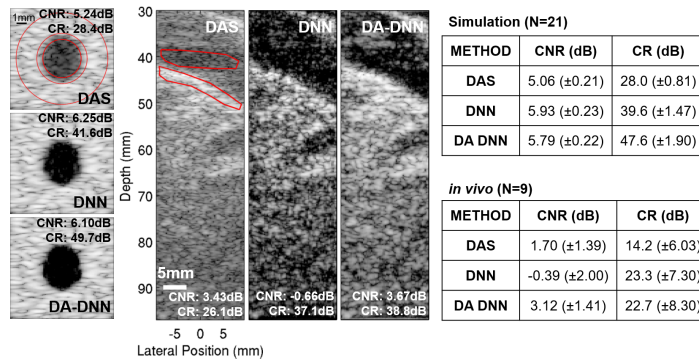 1mm
CNR: 5.24dB
CR: 28.4dB
DAS
CNR: 6.25dB
CR: 41.6dB
DNN
CNR: 6.10dB
CR: 49.7dB
DA-DNN
Depth (mm)
30
40
50
60
70
80
90
DAS
5mm
CNR: 3.43dB
CR: 26.1dB
DNN
CNR: -0.66dB
CR: 37.1dB
DA-DNN
CNR: 3.67dB
CR: 38.8dB
-5 0 5
Lateral Position (mm)
Simulation (N=21)
METHOD CNR (dB) CR (dB)
DAS 5.06 (±0.21) 28.0 (±0.81)
DNN 5.93 (±0.23) 39.6 (±1.47)
DA DNN 5.79 (±0.22) 47.6 (±1.90)
in vivo (N=9)
METHOD CNR (dB) CR (dB)
DAS 1.70 (±1.39) 14.2 (±6.03)
DNN -0.39 (±2.00) 23.3 (±7.30)
DA DNN 3.12 (±1.41) 22.7 (±8.30)